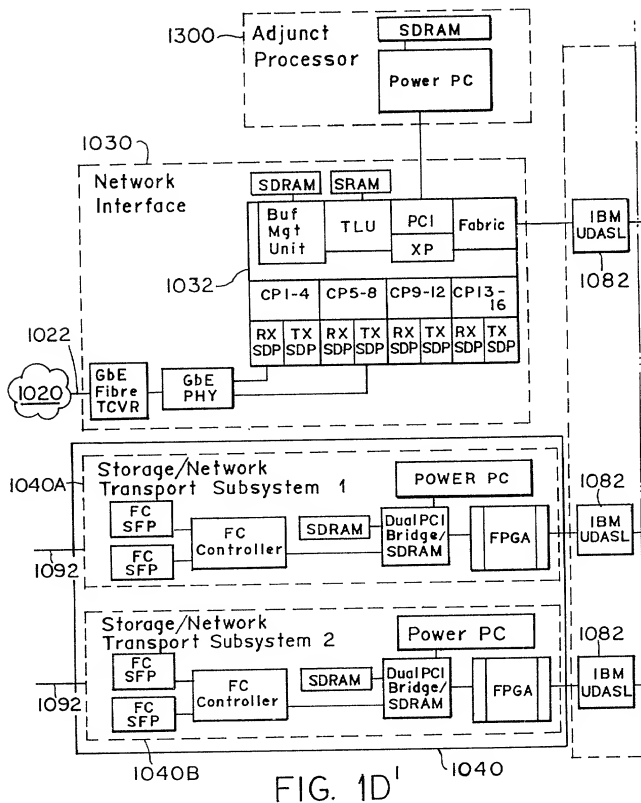 1300
Adjunct
Processor
SDRAM
Power PC
1030
Network
Interface
SDRAM
SRAM
Buf
Mgt
Unit
TLU
PCI
XP
Fabric
1032
CP1-4
CP5-8
CP9-12
CP13-
16
RX
SDP
TX
SDP
RX
SDP
TX
SDP
RX
SDP
TX
SDP
RX
SDP
TX
SDP
IBM
UDASL
1082
1022
1020
GbE
Fibre
TCVR
GbE
PHY
1040A
Storage/Network
Transport Subsystem 1
POWER PC
FC
SFP
FC
SFP
FC
Controller
SDRAM
Dual PCI
Bridge/
SDRAM
FPGA
1082
IBM
UDASL
1092
Storage/Network
Transport Subsystem 2
Power PC
FC
SFP
FC
SFP
FC
Controller
SDRAM
Dual PCI
Bridge/
SDRAM
FPGA
1082
IBM
UDASL
1092
1040B
1040
FIG. 1D'